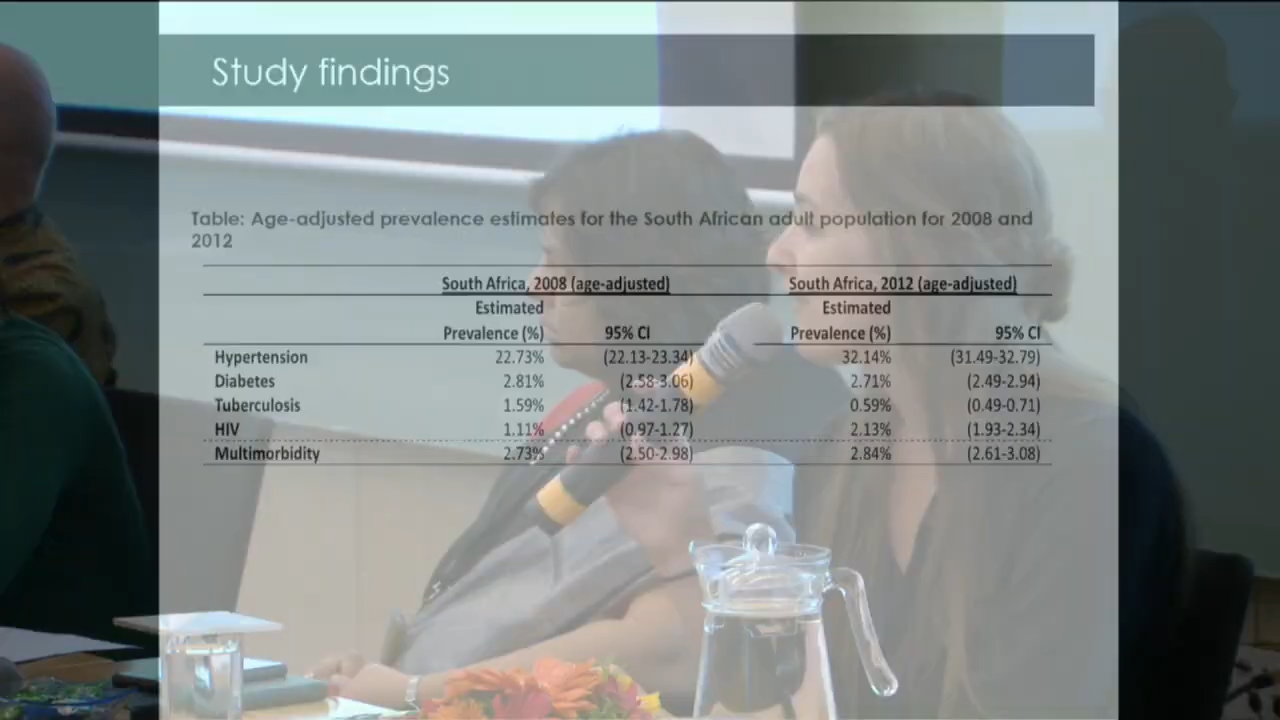 Study findings
Table: Age-adjusted prevalence estimates for the South African adult population for 2008 and
2012
South Africa, 2008 (age-adjusted) South Africa, 2012 (age-adjusted)
Estimated Estimated
Prevalence (%) 95% CI Prevalence (%) 95% CI
Hypertension 22.73% (22.13-23.34) 32.14% (31.49-32.79)
Diabetes 2.81% (2.58-3.06) 2.71% (2.49-2.94)
Tuberculosis 1.59% (1.42-1.78) 0.59% (0.49-0.71)
HIV 1.11% (0.97-1.27) 2.13% (1.93-2.34)
Multimorbidity 2.73% (2.50-2.98) 2.84% (2.61-3.08)